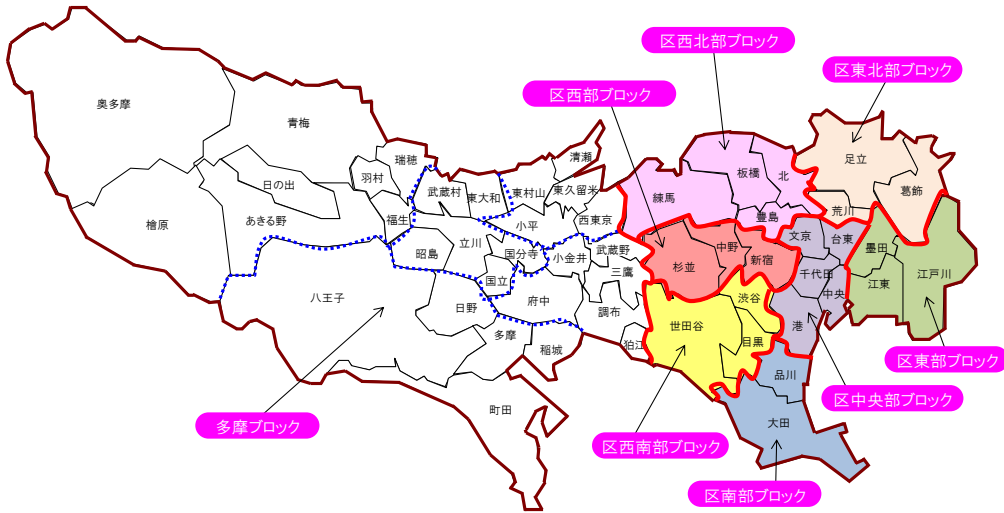 区西北部ブロック
区東北部ブロック
区西部ブロック
奥多摩
青梅
瑞穂
羽村
日の出
檜原
あきる野
福生
武蔵村
東大和
東村山
清瀬
東久留米
西東京
小平
昭島
立川
国分寺
小金井
武蔵野
三鷹
国立
八王子
日野
府中
調布
多摩
稲城
狛江
町田
練馬
板橋
北
豊島
足立
葛飾
荒川
杉並
中野
新宿
文京
台東
千代田
中央
墨田
江東
江戸川
渋谷
世田谷
目黒
港
品川
大田
区東部ブロック
区中央部ブロック
多摩ブロック
区西南部ブロック
区南部ブロック